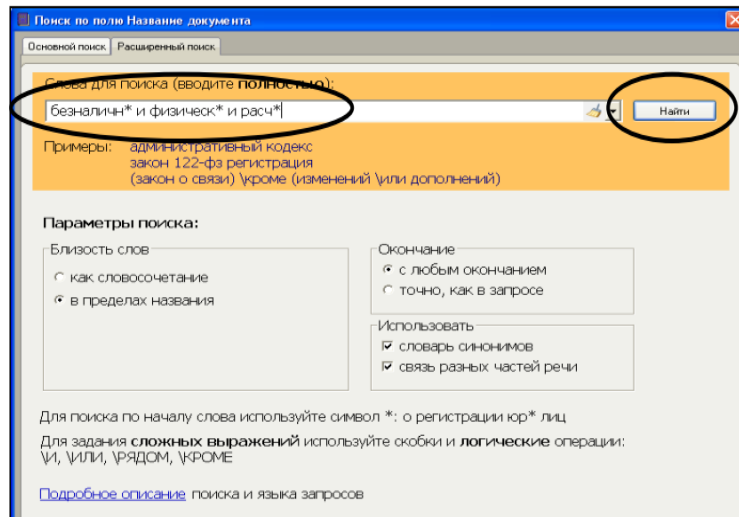 Поиск по полю Название документа
Основной поиск Расширенный поиск
Слова для поиска (вводите полностью):
безналичн* и физическ* и расч*
Найти
Примеры: административный кодекс
закон 122-фз регистрация
(закон о связи) \кроме (изменений \или дополнений)
Параметры поиска:
Близость слов
как словосочетание
в пределах названия
Окончание
с любым окончанием
точно, как в запросе
Использовать
словарь синонимов
связь разных частей речи
Для поиска по началу слова используйте символ *: о регистрации юр* лиц
Для задания сложных выражений используйте скобки и логические операции:
\И, \ИЛИ, \РЯДОМ, \КРОМЕ
Подробное описание поиска и языка запросов